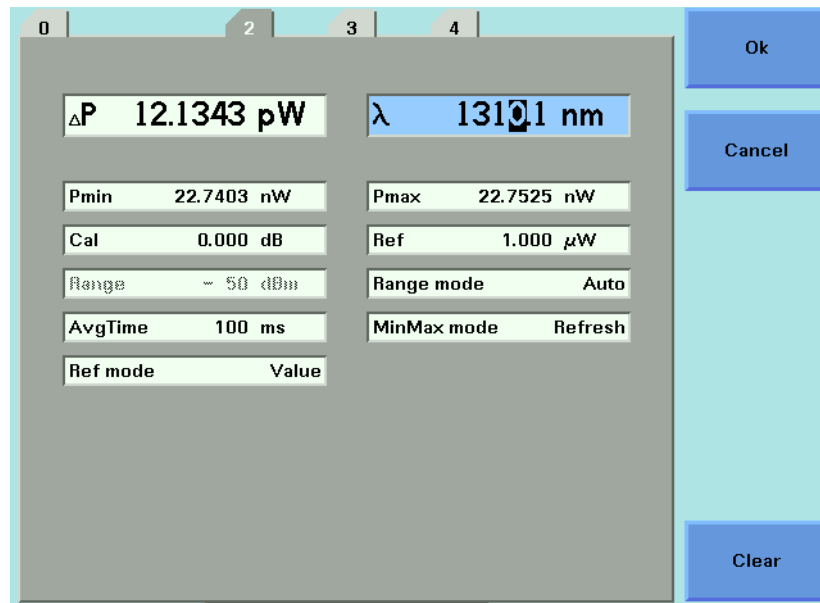 0 2 3 4
Ok
△P 12.1343 pW
λ 1310.1 nm
Cancel
Pmin 22.7403 nW
Pmax 22.7525 nW
Cal 0.000 dB
Ref 1.000 µW
Range - 50 dBm
Range mode Auto
AvgTime 100 ms
MinMax mode Refresh
Ref mode Value
Clear